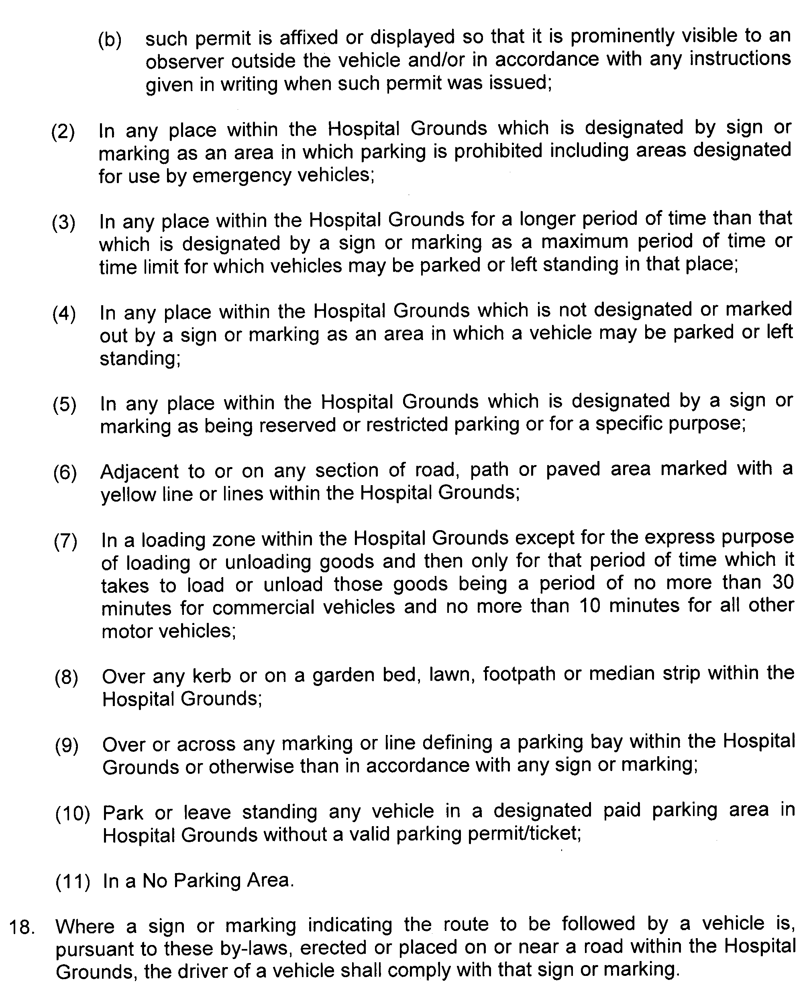 (b) such permit is affixed or displayed so that it is prominently visible to an
observer outside the vehicle and/or in accordance with any instructions
given in writing when such permit was issued;
(2) In any place within the Hospital Grounds which is designated by sign or
marking as an area in which parking is prohibited including areas designated
for use by emergency vehicles;
(3) In any place within the Hospital Grounds for a longer period of time than that
which is designated by a sign or marking as a maximum period of time or
time limit for which vehicles may be parked or left standing in that place;
(4) In any place within the Hospital Grounds which is not designated or marked
out by a sign or marking as an area in which a vehicle may be parked or left
standing;
(5) In any place within the Hospital Grounds which is designated by a sign or
marking as being reserved or restricted parking or for a specific purpose;
(6) Adjacent to or on any section of road, path or paved area marked with a
yellow line or lines within the Hospital Grounds;
(7) In a loading zone within the Hospital Grounds except for the express purpose
of loading or unloading goods and then only for that period of time which it
takes to load or unload those goods being a period of no more than 30
minutes for commercial vehicles and no more than 10 minutes for all other
motor vehicles;
(8) Over any kerb or on a garden bed, lawn, footpath or median strip within the
Hospital Grounds;
(9) Over or across any marking or line defining a parking bay within the Hospital
Grounds or otherwise than in accordance with any sign or marking;
(10) Park or leave standing any vehicle in a designated paid parking area in
Hospital Grounds without a valid parking permit/ticket;
(11) In a No Parking Area.
18. Where a sign or marking indicating the route to be followed by a vehicle is,
pursuant to these by-laws, erected or placed on or near a road within the Hospital
Grounds, the driver of a vehicle shall comply with that sign or marking.